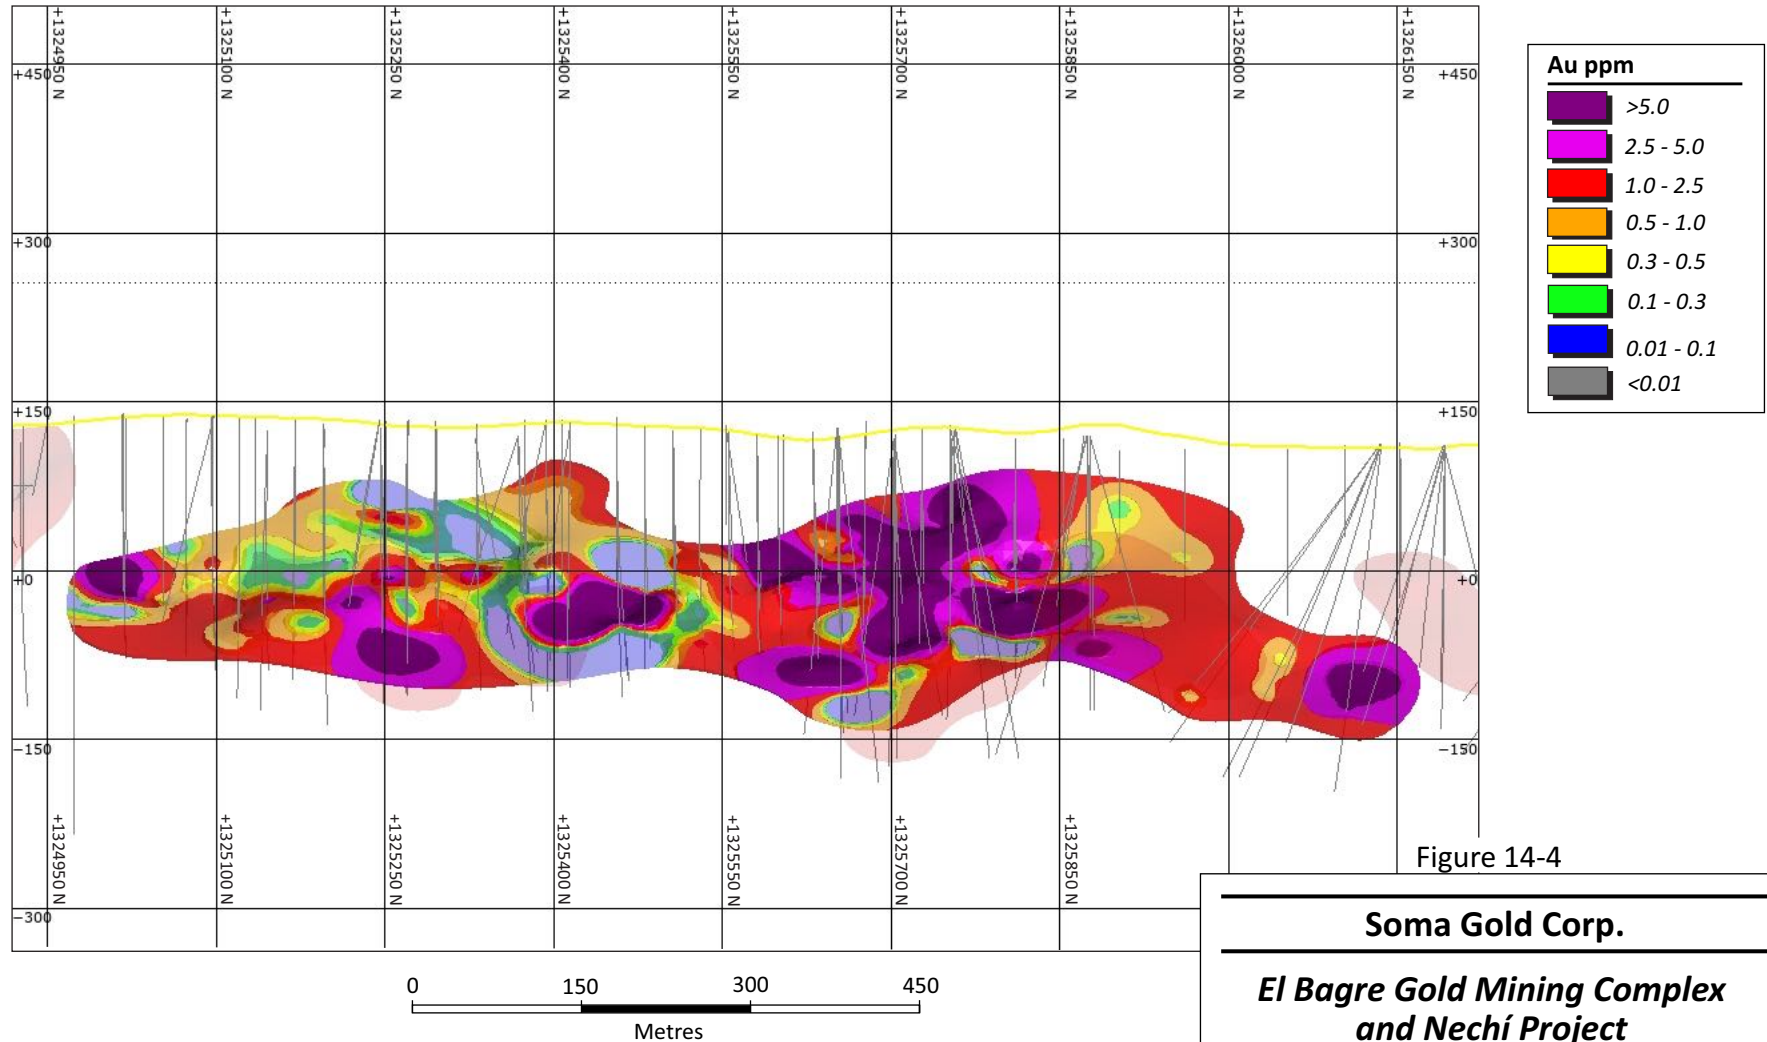 +1324950 N
+1325100 N
+1325250 N
+1325400 N
+1325550 N
+1325700 N
+1325850 N
+1326000 N
+1326150 N
+450
+450
+300
+300
+150
+150
+0
+0
−150
−150
−300
+1324950 N
+1325100 N
+1325250 N
+1325400 N
+1325550 N
+1325700 N
+1325850 N
Au ppm
>5.0
2.5 - 5.0
1.0 - 2.5
0.5 - 1.0
0.3 - 0.5
0.1 - 0.3
0.01 - 0.1
<0.01
0 150 300 450
Metres
Figure 14-4
Soma Gold Corp.
El Bagre Gold Mining Complex
and Nechí Project